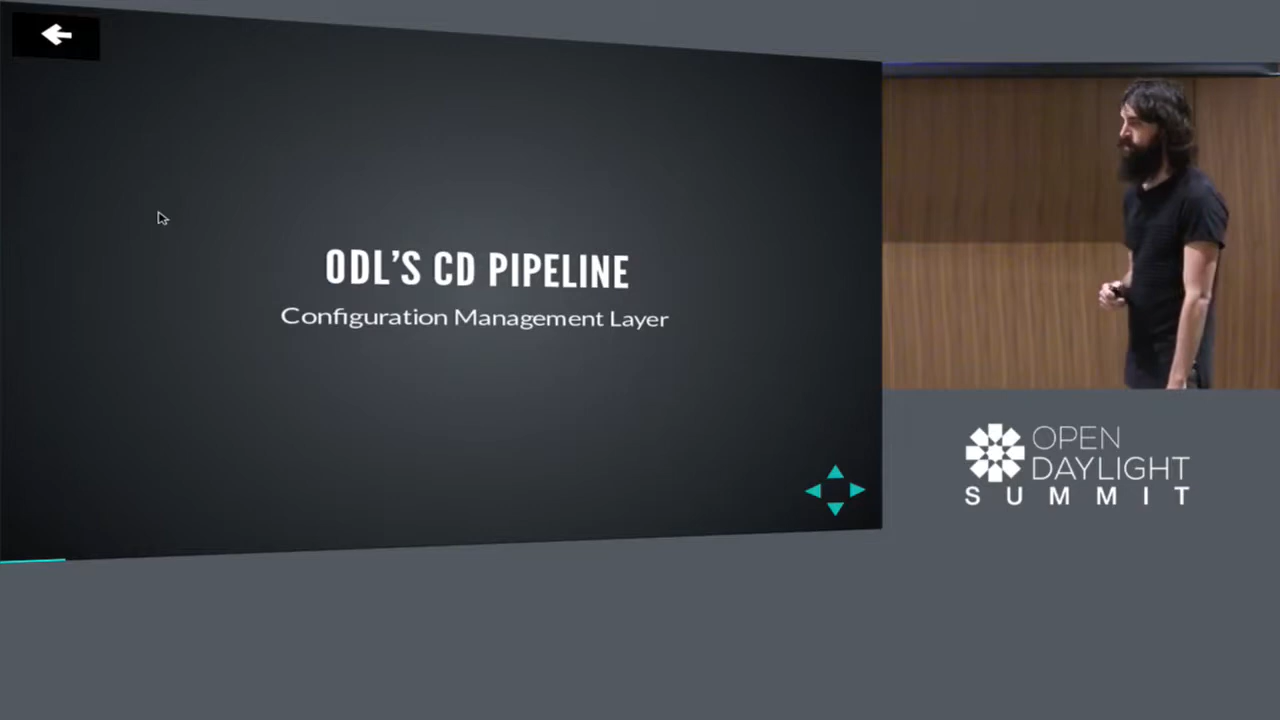 ODL'S CD PIPELINE
Configuration Management Layer
OPEN
DAYLIGHT
SUMMIT